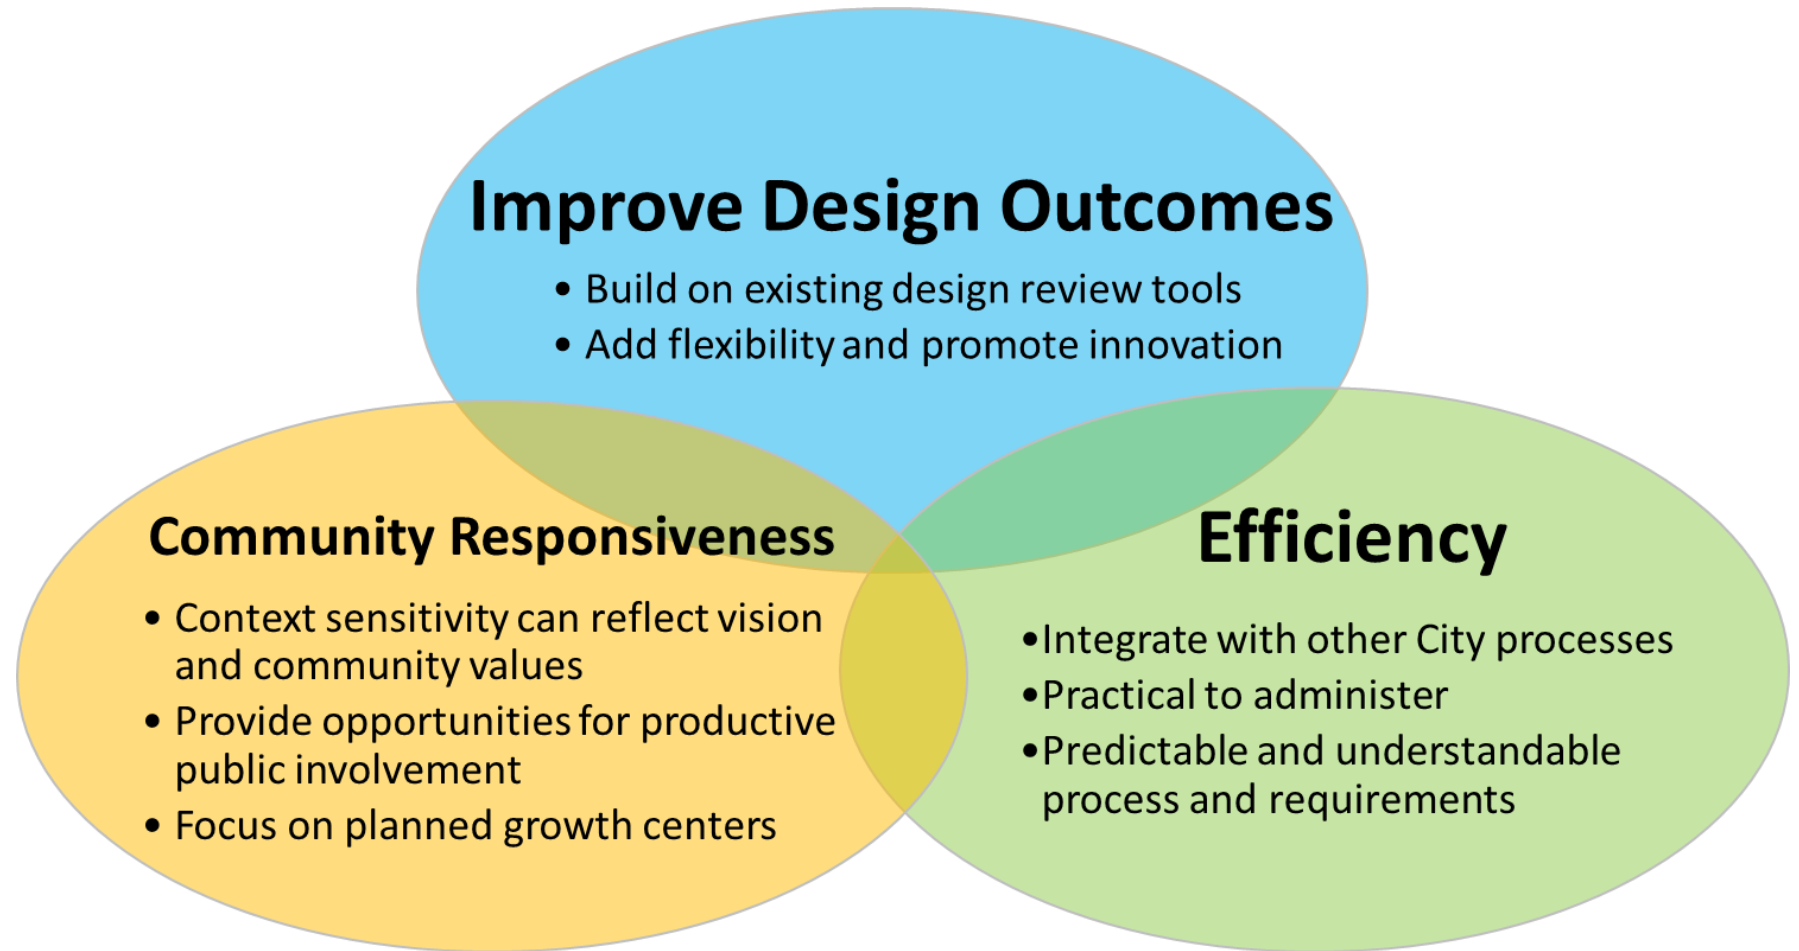 Improve Design Outcomes
• Build on existing design review tools
• Add flexibility and promote innovation
Community Responsiveness
• Context sensitivity can reflect vision
and community values
• Provide opportunities for productive
public involvement
• Focus on planned growth centers
Efficiency
•Integrate with other City processes
•Practical to administer
•Predictable and understandable
process and requirements